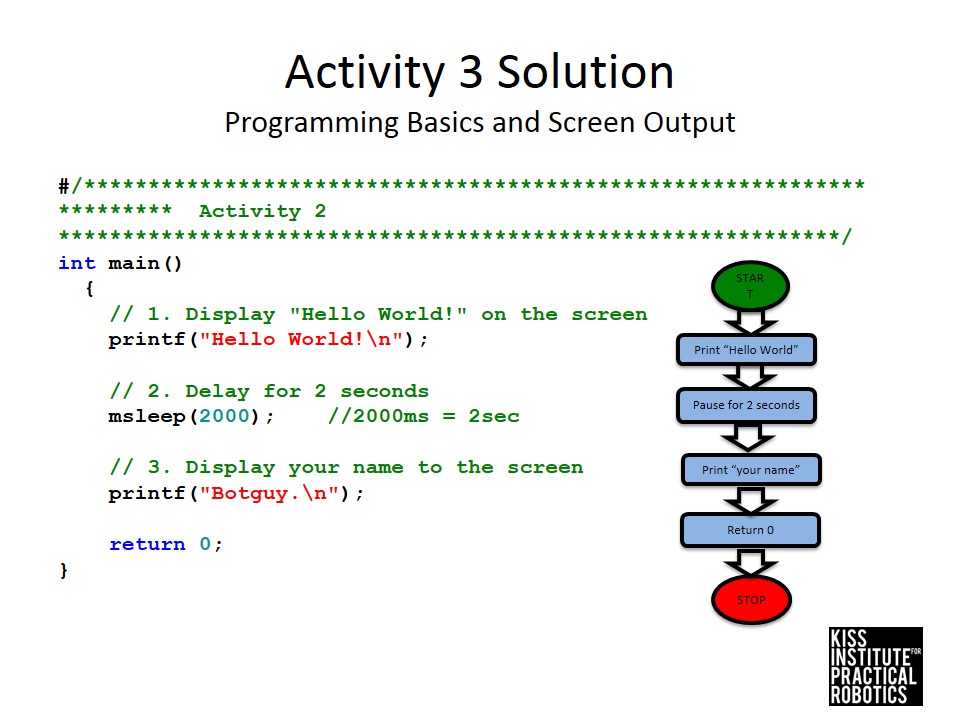 Activity 3 Solution
Programming Basics and Screen Output
#/*************************************************************
********* Activity 2
*************************************************************/
int main()
{
// 1. Display "Hello World!" on the screen
printf("Hello World!\n");
// 2. Delay for 2 seconds
msleep(2000); //2000ms = 2sec
// 3. Display your name to the screen
printf("Botguy.\n");
return 0;
}
STAR
T
Print “Hello World”
Pause for 2 seconds
Print “your name”
Return 0
STOP
KISS
INSTITUTE FOR
PRACTICAL
ROBOTICS